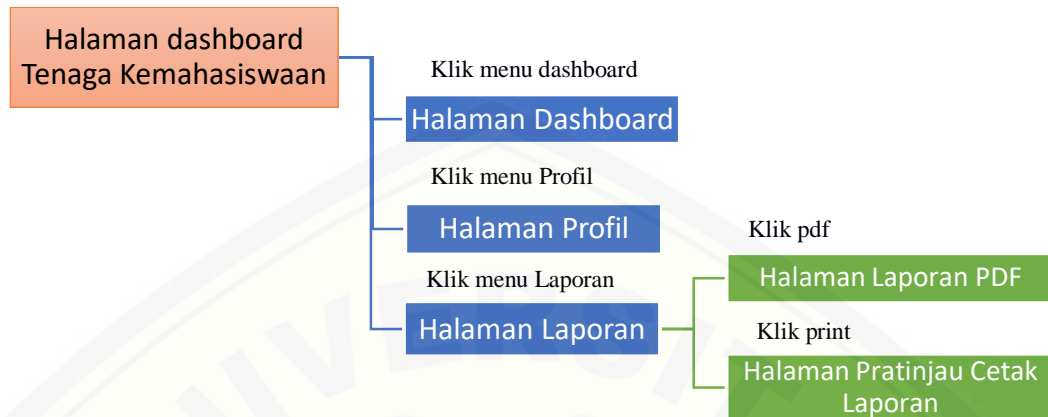 Halaman dashboard
Tenaga Kemahasiswaan
Klik menu dashboard
Halaman Dashboard
Klik menu Profil
Halaman Profil
Klik menu Laporan
Halaman Laporan
Klik pdf
Halaman Laporan PDF
Klik print
Halaman Pratinjau Cetak
Laporan
UNIVERSIT